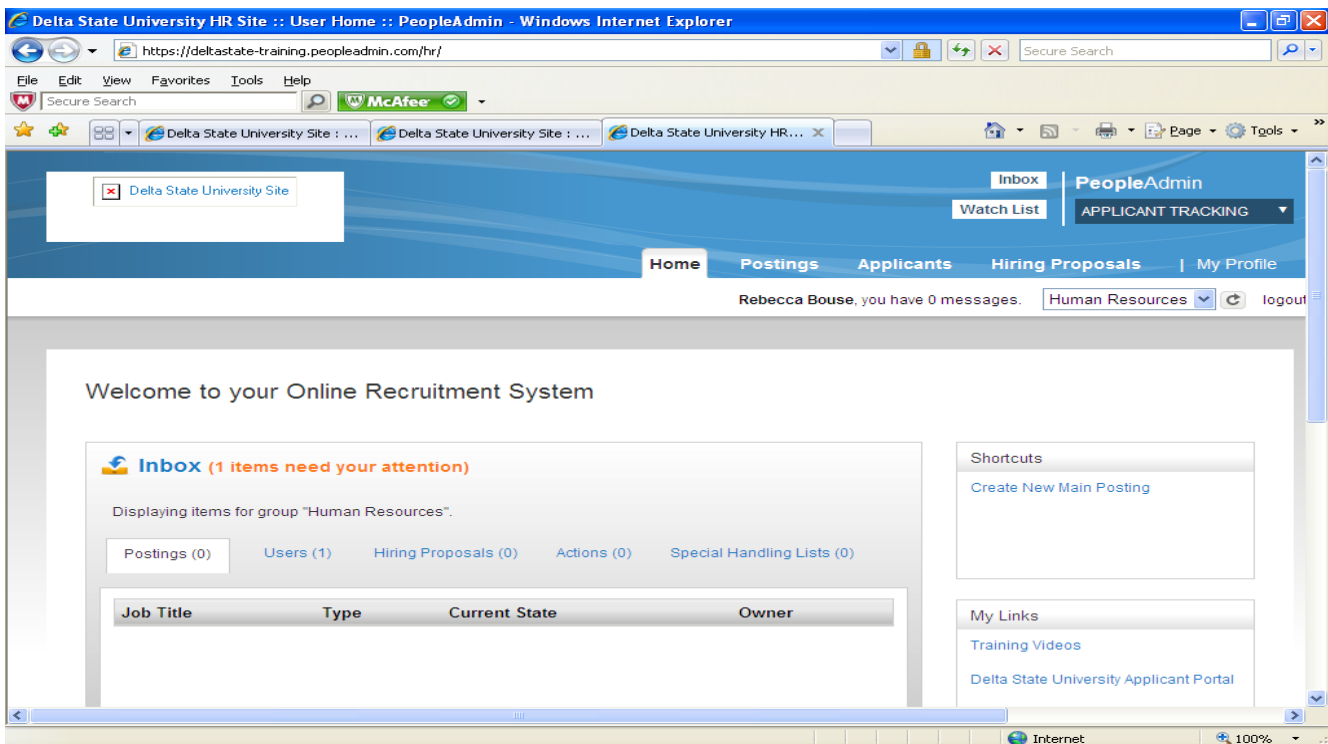 Delta State University HR Site :: User Home :: PeopleAdmin - Windows Internet Explorer
https://deltastate-training.peopleadmin.com/hr/ Secure Search
File Edit View Favorites Tools Help
Secure Search McAfee
Delta State University Site : ... Delta State University Site : ... Delta State University HR... Page Tools »
Delta State University Site
Inbox PeopleAdmin
Watch List APPLICANT TRACKING
Home Postings Applicants Hiring Proposals | My Profile
Rebecca Bouse, you have 0 messages. Human Resources logout
Welcome to your Online Recruitment System
Inbox (1 items need your attention)
Displaying items for group "Human Resources".
Postings (0) Users (1) Hiring Proposals (0) Actions (0) Special Handling Lists (0)
Job Title Type Current State Owner
Shortcuts
Create New Main Posting
My Links
Training Videos
Delta State University Applicant Portal
Internet 100%